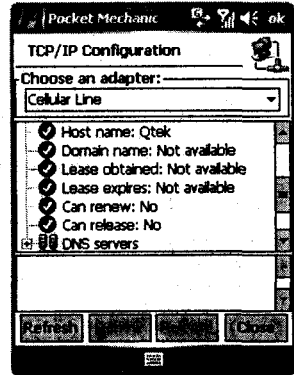 Pocket Mechanic ok
TCP/IP Configuration
Choose an adapter:
Cellular Line
Host name: Qtek
Domain name: Not available
Lease obtained: Not available
Lease expires: Not available
Can renew: No
Can release: No
DNS servers
Refresh Close